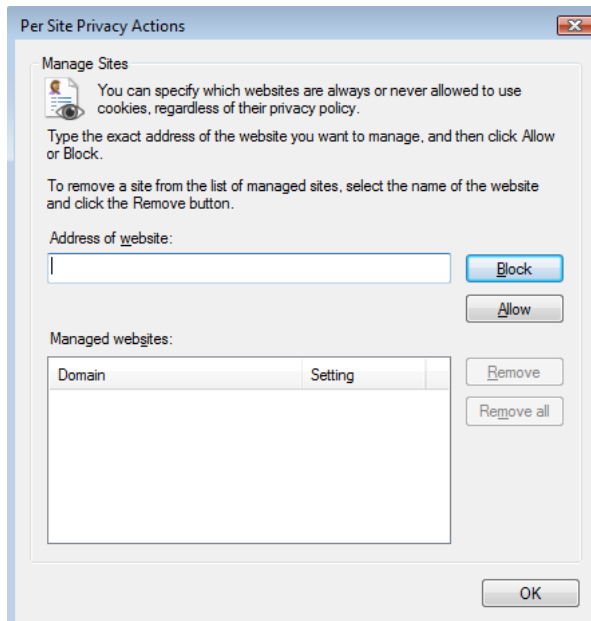 Per Site Privacy Actions
Manage Sites
You can specify which websites are always or never allowed to use
cookies, regardless of their privacy policy.
Type the exact address of the website you want to manage, and then click Allow
or Block.
To remove a site from the list of managed sites, select the name of the website
and click the Remove button.
Address of website:
Block
Allow
Managed websites:
Domain Setting
Remove
Remove all
OK